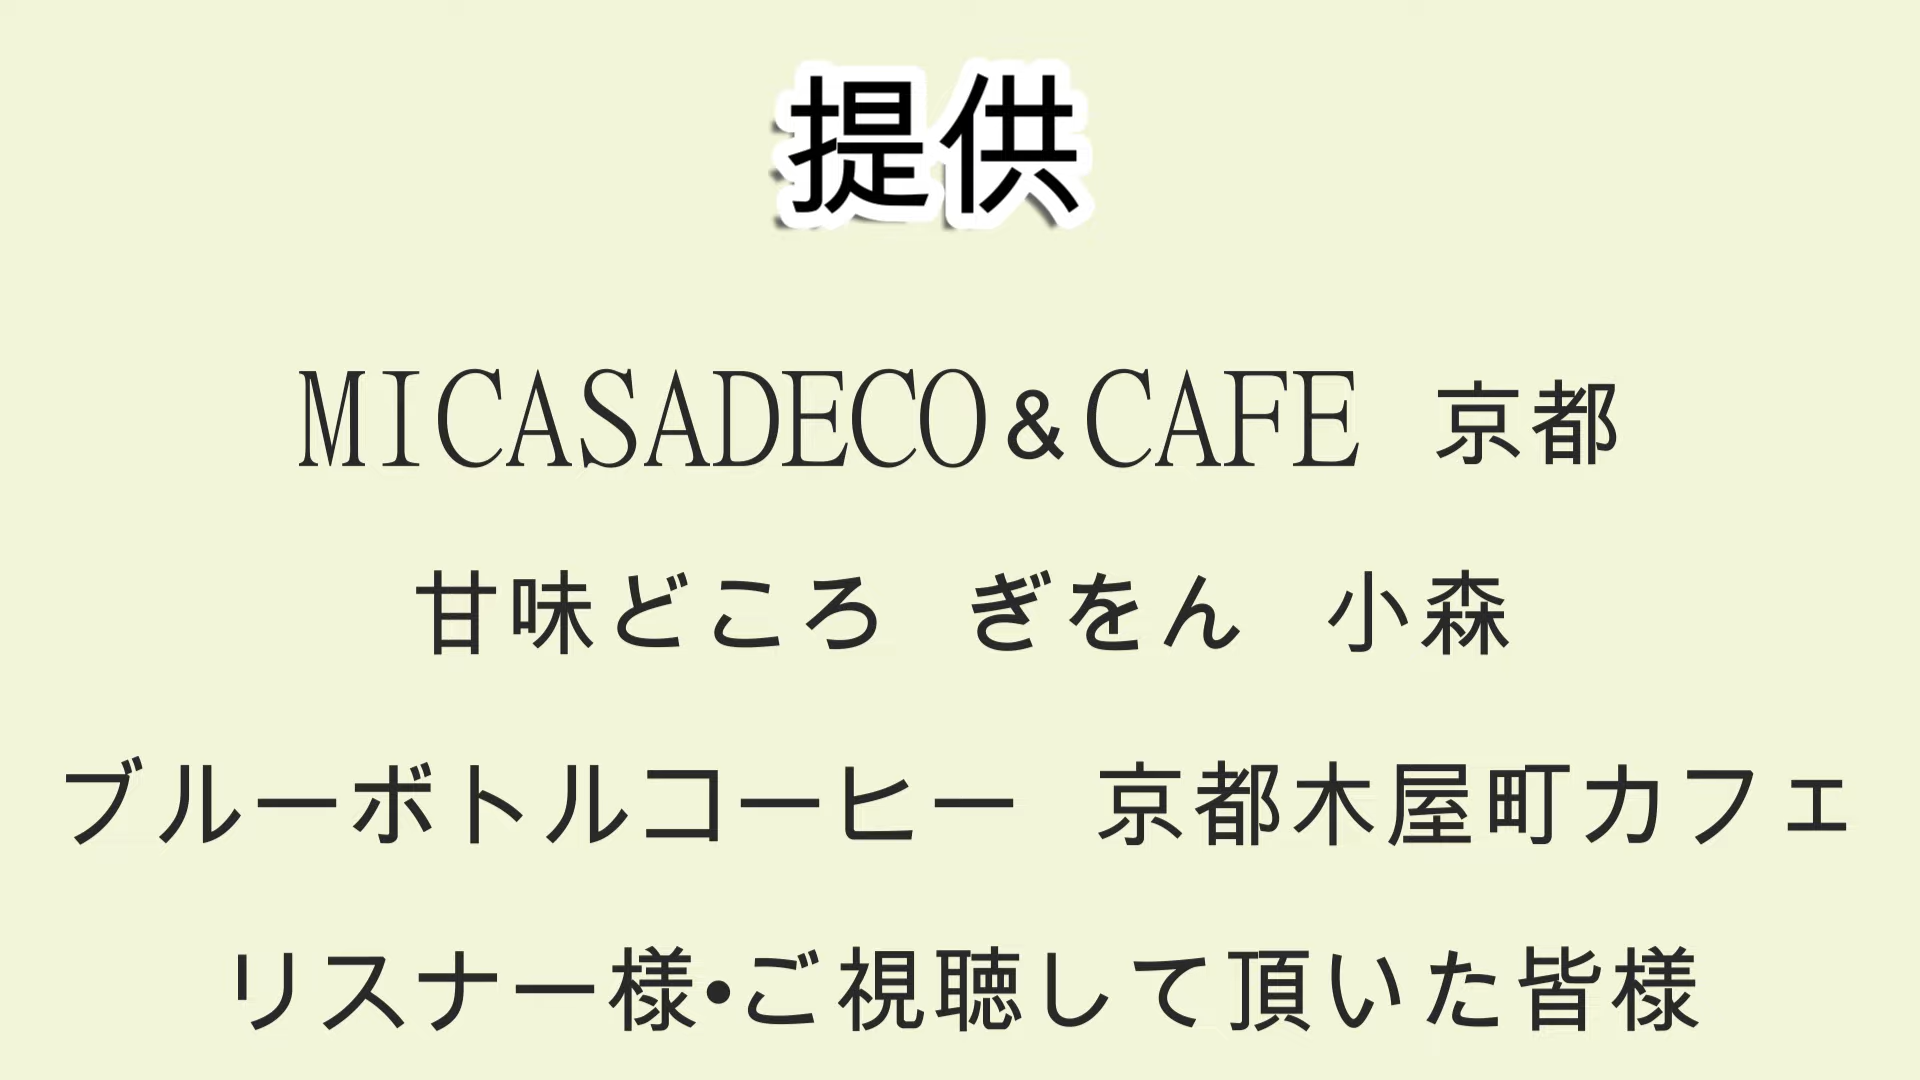 提供
MICASADECO&CAFE 京都
甘味どころ ぎをん 小森
ブルーボトルコーヒー 京都木屋町カフェ
リスナー様・ご視聴して頂いた皆様